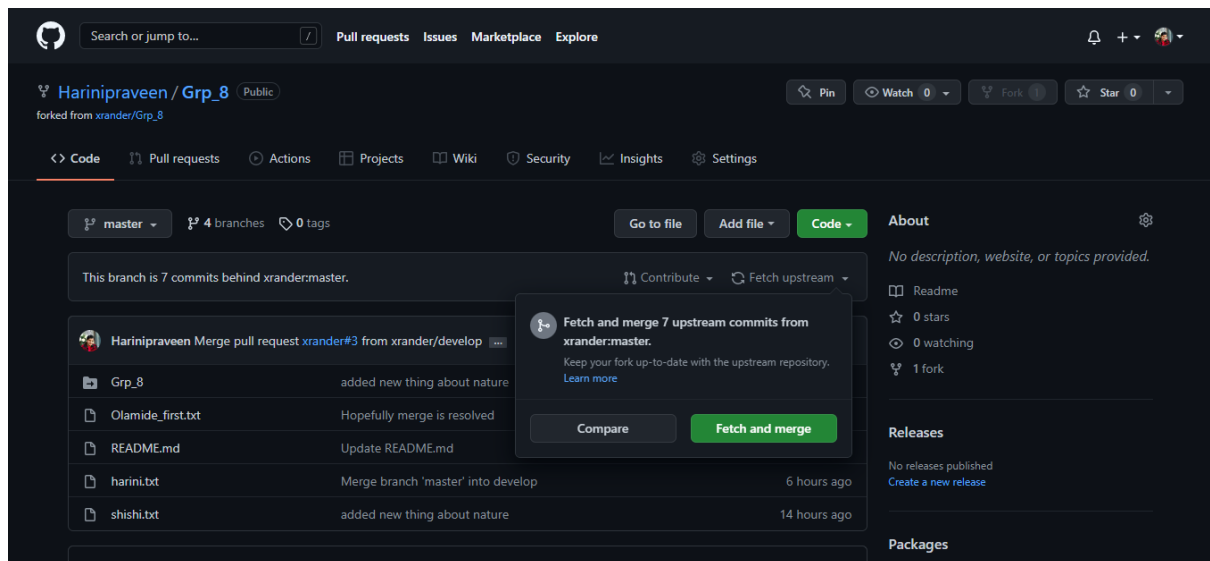 Search or jump to... /
Pull requests Issues Marketplace Explore
Harinipraveen / Grp_8 Public
forked from xrander/Grp_8
Pin Watch 0 Fork 1 Star 0
Code Pull requests Actions Projects Wiki Security Insights Settings
master 4 branches 0 tags
Go to file Add file Code
This branch is 7 commits behind xrander:master.
Contribute Fetch upstream
Fetch and merge 7 upstream commits from
xrander:master.
Keep your fork up-to-date with the upstream repository.
Learn more
Compare Fetch and merge
Harinipraveen Merge pull request xrander#3 from xrander/develop ...
Grp_8 added new thing about nature
Olamide_first.txt Hopefully merge is resolved
README.md Update README.md
harini.txt Merge branch 'master' into develop 6 hours ago
shishi.txt added new thing about nature 14 hours ago
About
No description, website, or topics provided.
Readme
0 stars
0 watching
1 fork
Releases
No releases published
Create a new release
Packages